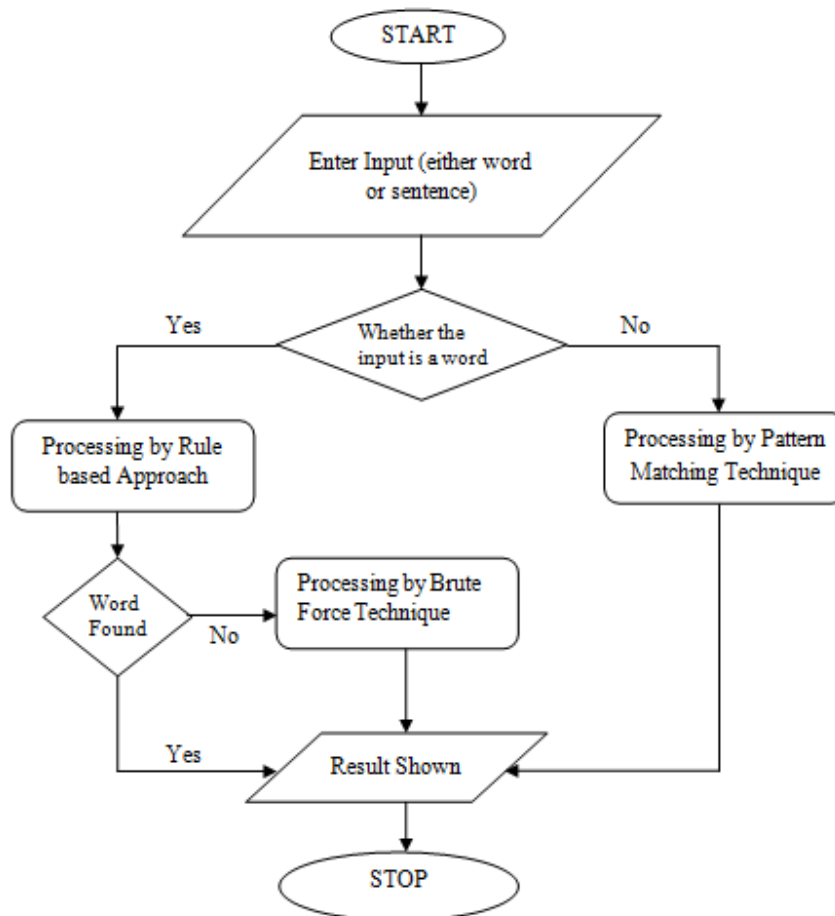 START
Enter Input (either word
or sentence)
Whether the
input is a word
Yes
No
Processing by Rule
based Approach
Processing by Pattern
Matching Technique
Word
Found
No
Processing by Brute
Force Technique
Yes
Result Shown
STOP